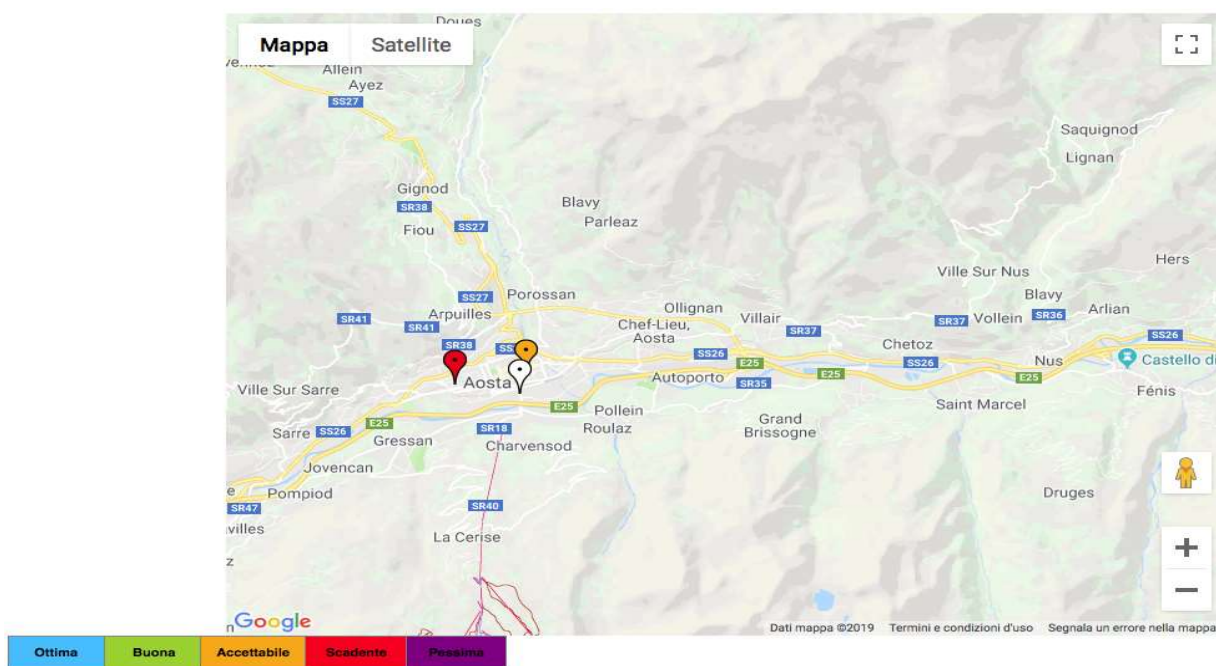 Doues
Mappa Satellite
Allein
Ayez
SS27
Saquignod
Lignan
Gignod
SR38
Blavy
Parleaz
Fiou
SS27
Hers
Ville Sur Nus
SS27
Porossan
Blavy
Ollignan
Arlian
SR41
Arpuilles
Villair
SR36
SR41
Chef-Lieu,
Aosta
SR37
SR37
Vollein
SS26
SR38
Chetoz
SS26
E25
SS26
Nus
Castello di
Aosta
Autoporto
SR35
E25
E25
Ville Sur Sarre
Fénis
E25
Pollein
Saint Marcel
E25
Grand
Brissogne
Sarre
SS26
Gressan
SR18
Roulaz
Charvensod
Jovencan
Pompiod
Druges
SR47
SR40
villes
La Cerise
Google
Dati mappa ©2019 Termini e condizioni d'uso Segnala un errore nella mappa
Ottima Buona Accettabile Scadente Pessima